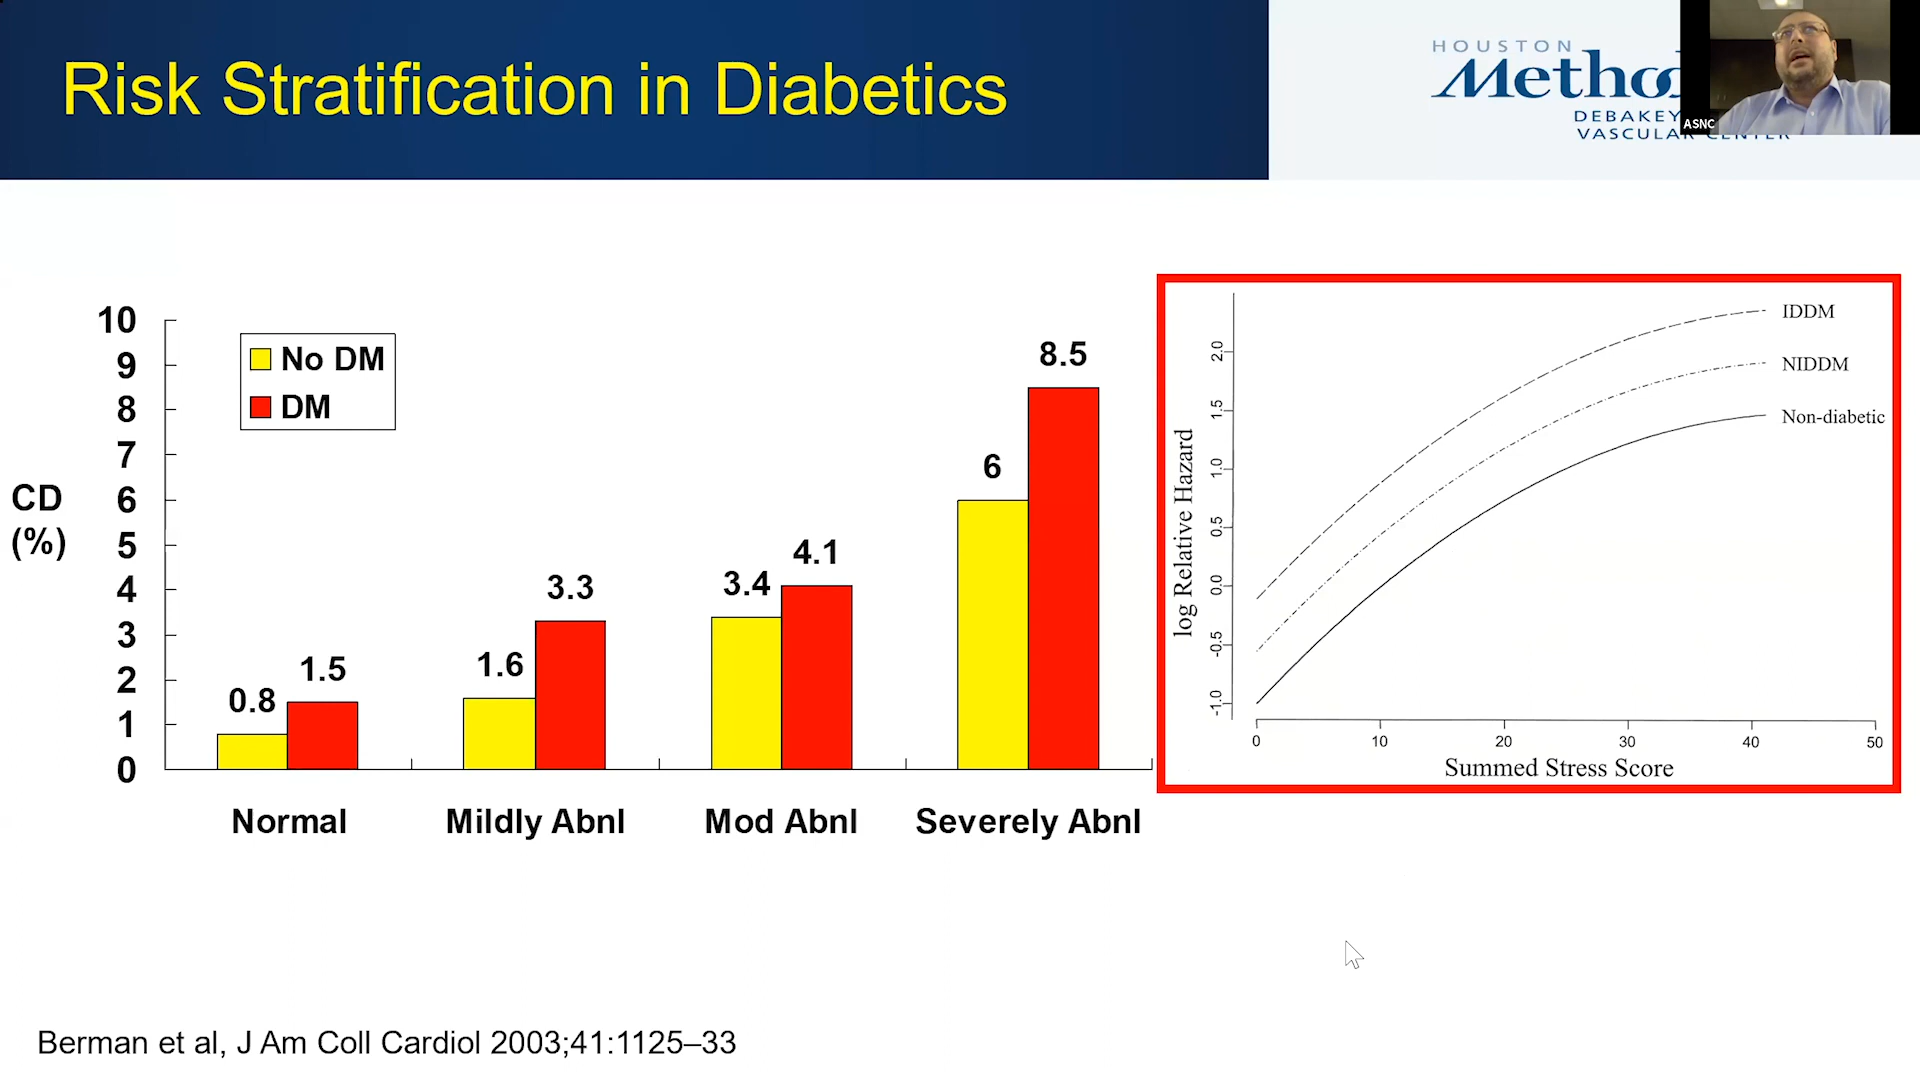 Risk Stratification in Diabetics
HOUSTON
Metho
DEBAKEY
VASCULAR CENTER
ASNC
10
9
8
7
6
5
4
3
2
1
0
CD
(%)
No DM
DM
0.8
1.5
1.6
3.3
3.4
4.1
6
8.5
Normal
Mildly Abnl
Mod Abnl
Severely Abnl
log Relative Hazard
2.0
1.5
1.0
0.5
0.0
-0.5
-1.0
IDDM
NIDDM
Non-diabetic
0
10
20
30
40
50
Summed Stress Score
Berman et al, J Am Coll Cardiol 2003;41:1125–33